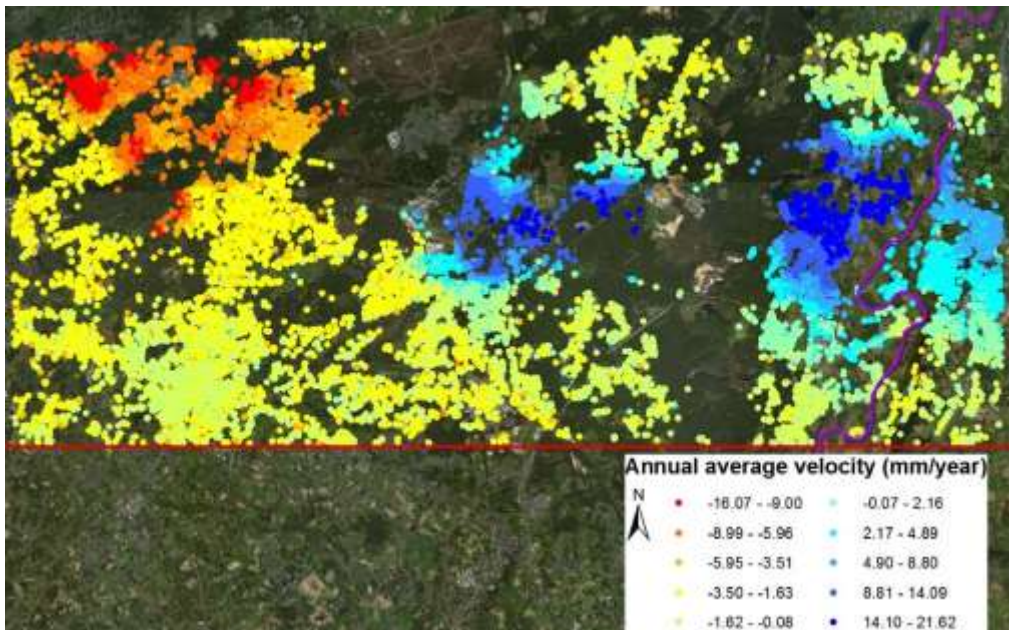 Annual average velocity (mm/year)
N
-16.07 - -9.00
-8.99 - -5.96
-5.95 - -3.51
-3.50 - -1.63
-1.62 - -0.08
-0.07 - 2.16
2.17 - 4.89
4.90 - 8.80
8.81 - 14.09
14.10 - 21.62